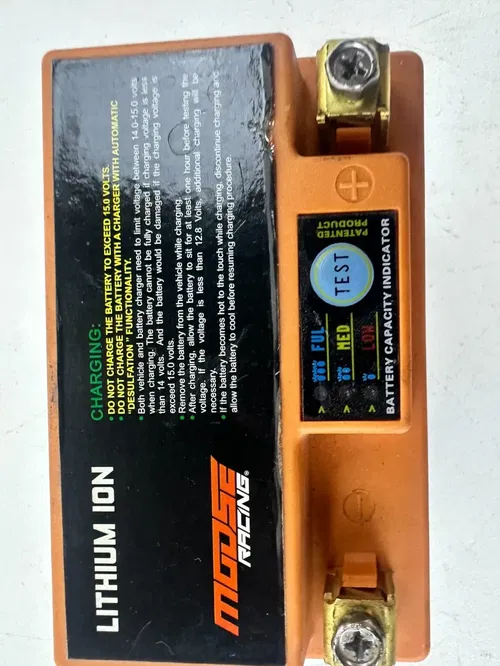 LITHIUM ION
CHARGING:
• DO NOT CHARGE THE BATTERY TO EXCEED 15.0 VOLTS.
• DO NOT CHARGE THE BATTERY WITH A CHARGER WITH AUTOMATIC
"DESULFATION" FUNCTIONALITY.
• Both vehicle and battery charger need to limit voltage between 14.0-15.0 volts
when charging. The battery cannot be fully charged if charging voltage is less
than 14 volts. And the battery would be damaged if the charging voltage is
exceed 15.0 volts.
• Remove the battery from the vehicle while charging.
• After charging, allow the battery to sit for at least one hour before testing the
voltage. If the voltage is less than 12.8 Volts, additional charging will be
necessary.
• If the battery becomes hot to the touch while charging, discontinue charging and
allow the battery to cool before resuming charging procedure.
MOOSE
RACING®
FUL
MED
LOW
TEST
PATENTED
PRODUCT
BATTERY CAPACITY INDICATOR